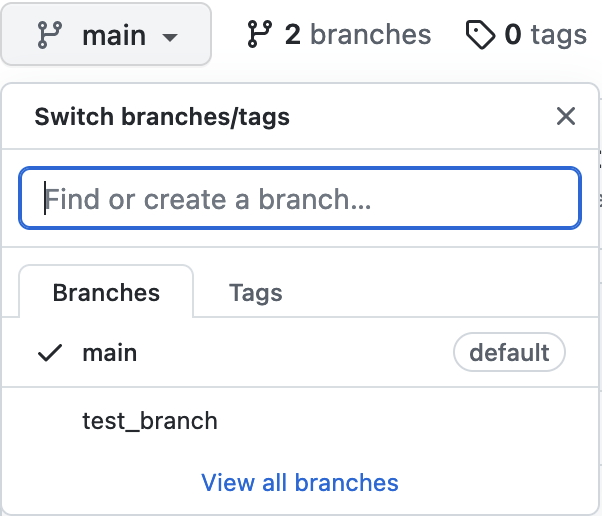 main 2 branches 0 tags
Switch branches/tags
Find or create a branch...
Branches Tags
main default
test_branch
View all branches